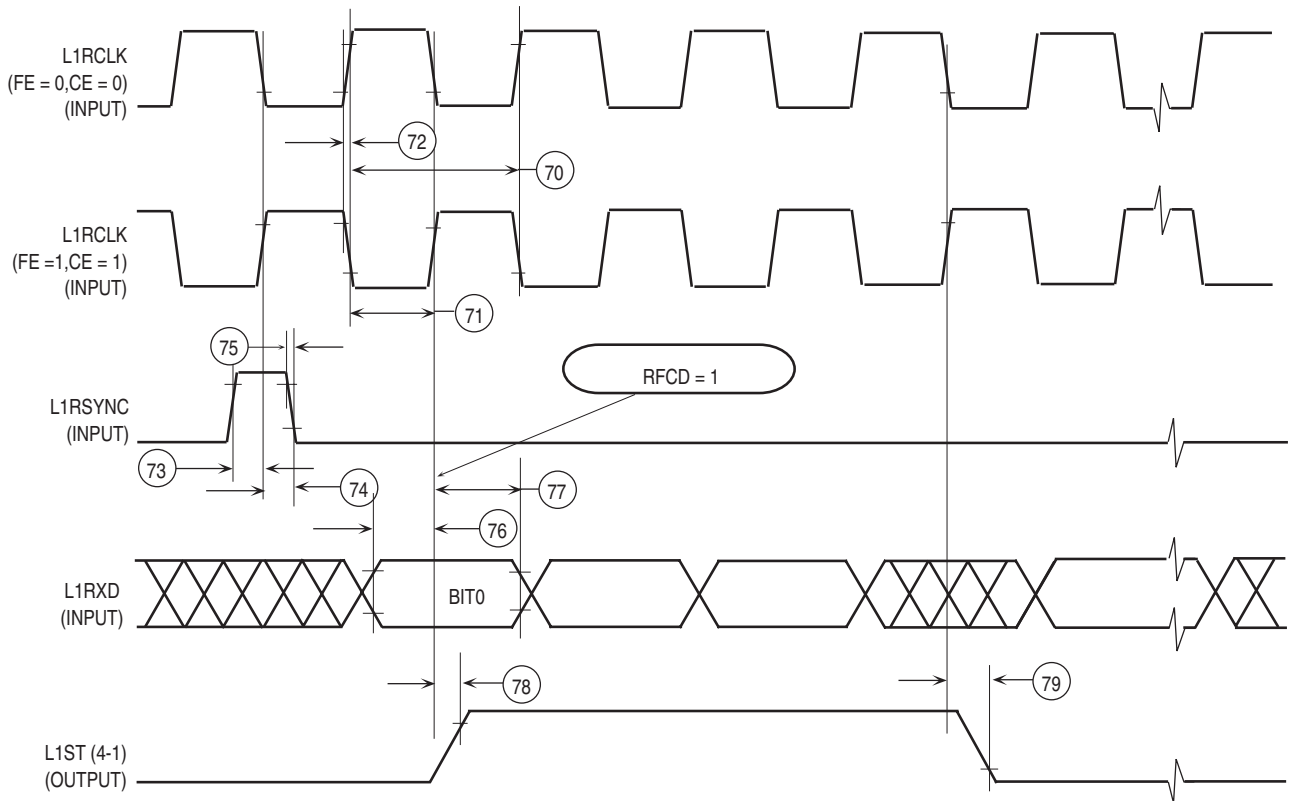 L1RCLK
(FE = 0,CE = 0)
(INPUT)
72
70
L1RCLK
(FE =1,CE = 1)
(INPUT)
71
75
RFCD = 1
L1RSYNC
(INPUT)
73
74
77
76
L1RXD
(INPUT)
BIT0
78
79
L1ST (4-1)
(OUTPUT)